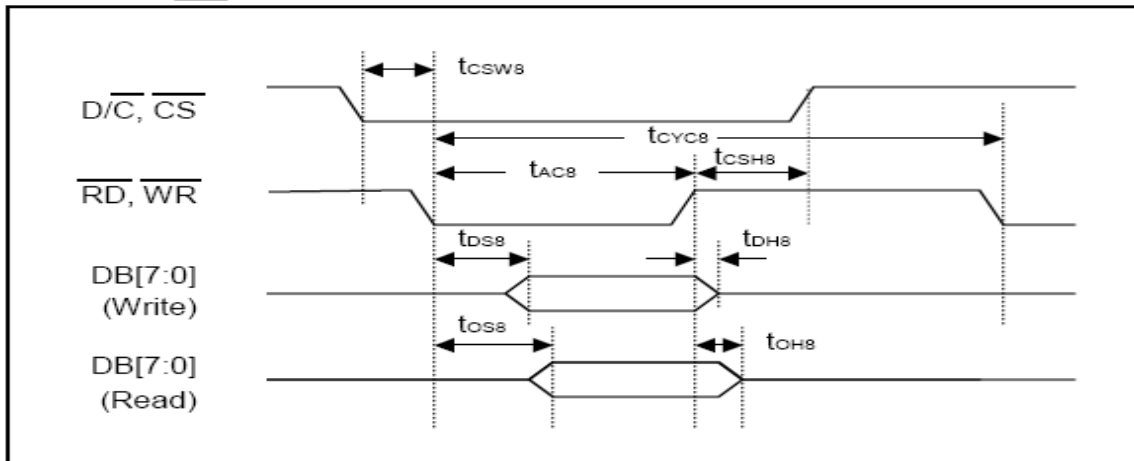 tCSW8
D/C, CS
tCYC8
tAC8
tCSH8
RD, WR
tDS8
tDH8
DB[7:0]
(Write)
tOS8
tOH8
DB[7:0]
(Read)